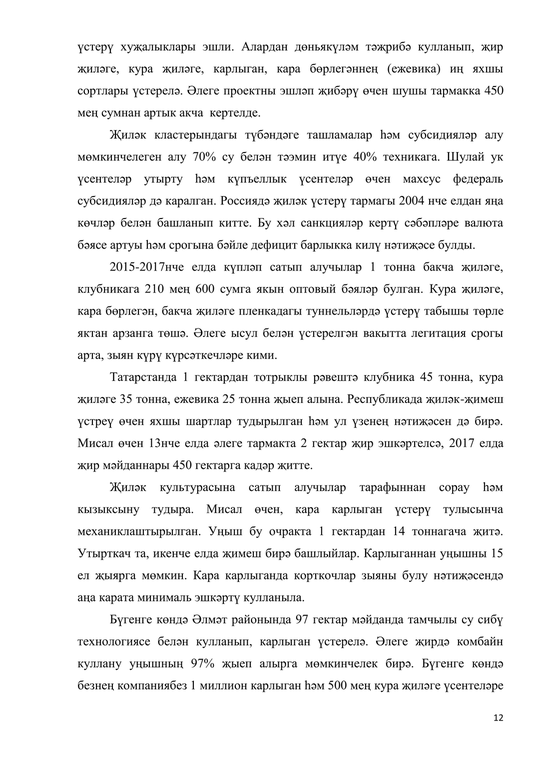 үстерү хуҗалыклары эшли. Алардан дөньякүләм тәҗрибә кулланып, җир
җиләге, кура җиләге, карлыган, кара бөрлегәннең (ежевика) иң яхшы
сортлары үстерелә. Әлеге проектны эшләп җибәрү өчен шушы тармакка 450
мең сумнан артык акча  кертелде.
Җиләк кластерындагы түбәндәге ташламалар һәм субсидияләр алу
мөмкинчелеген алу 70% су белән тәэмин итүе 40% техникага. Шулай ук
үсентеләр утырту һәм күпьеллык үсентеләр өчен махсус федераль
субсидияләр дә каралган. Россиядә җиләк үстерү тармагы 2004 нче елдан яңа
көчләр белән башланып китте. Бу хәл санкцияләр кертү сәбәпләре валюта
бәясе артуы һәм срогына бәйле дефицит барлыкка килү нәтиҗәсе булды.
2015-2017нче елда күпләп сатып алучылар 1 тонна бакча җиләге,
клубникага 210 мең 600 сумга якын оптовый бәяләр булган. Кура җиләге,
кара бөрлегән, бакча җиләге пленкадагы туннельләрдә үстерү табышы төрле
яктан арзанга төшә. Әлеге ысул белән үстерелгән вакытта легитация срогы
арта, зыян күрү күрсәткечләре кими.
Татарстанда 1 гектардан тотрыклы рәвештә клубника 45 тонна, кура
җиләге 35 тонна, ежевика 25 тонна җыеп алына. Республикада җиләк-җимеш
үстреү өчен яхшы шартлар тудырылган һәм ул үзенең нәтиҗәсен дә бирә.
Мисал өчен 13нче елда әлеге тармакта 2 гектар җир эшкәртелсә, 2017 елда
җир мәйданнары 450 гектарга кадәр җитте.
Җиләк культурасына сатып алучылар тарафыннан сорау һәм
кызыксыну тудыра. Мисал өчен, кара карлыган үстерү тулысынча
механиклаштырылган. Уңыш бу очракта 1 гектардан 14 тоннагача җитә.
Утырткач та, икенче елда җимеш бирә башлыйлар. Карлыганнан уңышны 15
ел җыярга мөмкин. Кара карлыганда корткочлар зыяны булу нәтиҗәсендә
аңа карата минималь эшкәртү кулланыла.
Бүгенге көндә Әлмәт районында 97 гектар мәйданда тамчылы су сибү
технологиясе белән кулланып, карлыган үстерелә. Әлеге җирдә комбайн
куллану уңышның 97% җыеп алырга мөмкинчелек бирә. Бүгенге көндә
безнең компаниябез 1 миллион карлыган һәм 500 мең кура җиләге үсентеләре
12